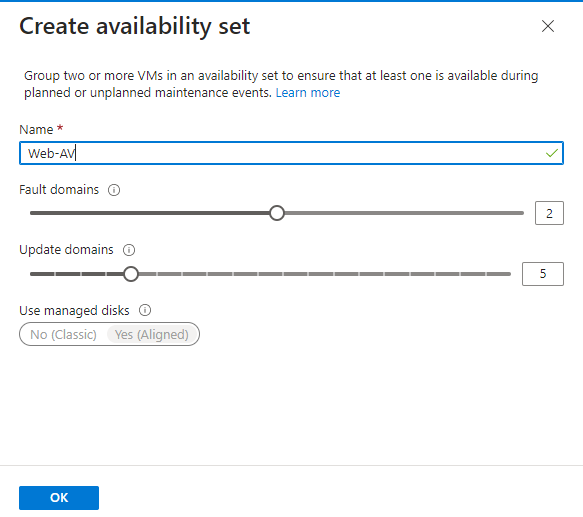 Create availability set
Group two or more VMs in an availability set to ensure that at least one is available during
planned or unplanned maintenance events. Learn more
Name *
Web-AV
Fault domains
2
Update domains
5
Use managed disks
No (Classic) Yes (Aligned)
OK